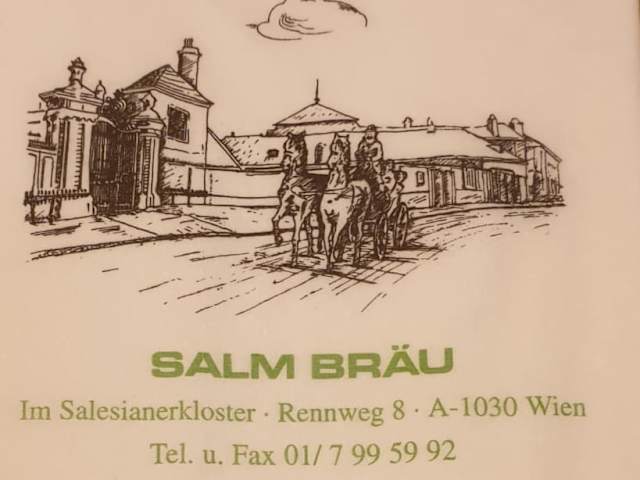 SALM BRÄU
Im Salesianerkloster · Rennweg 8 · A-1030 Wien
Tel. u. Fax 01/ 7 99 59 92